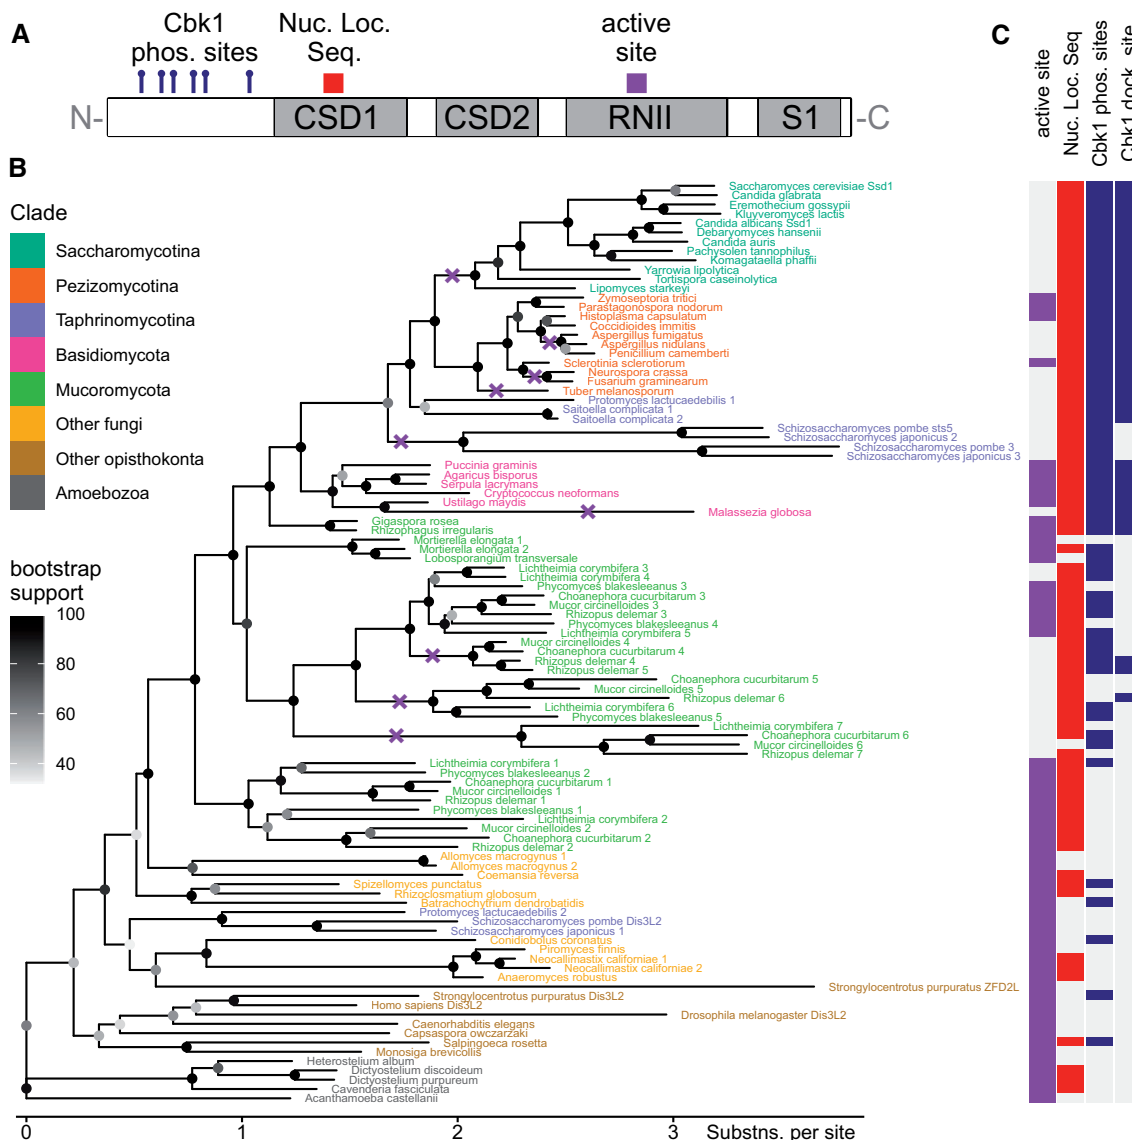 A
Cbk1
phos. sites
Nuc. Loc.
Seq.
active
site
N-
CSD1
CSD2
RNII
S1
-C
C
active site
Nuc. Loc. Seq
Cbk1 phos. sites
Cbk1 dock. site
B
Clade
Saccharomycotina
Pezizomycotina
Taphrinomycotina
Basidiomycota
Mucoromycota
Other fungi
Other opisthokonta
Amoebozoa
bootstrap
support
100
80
60
40
Saccharomyces cerevisiae Ssd1
Candida glabrata
Eremothecium gossypii
Kluyveromyces lactis
Candida albicans Ssd1
Debaryomyces hansenii
Candida auris
Pachysolen tannophilus
Komagataella phaffii
Yarrowia lipolytica
Tortispora caseinolytica
Lipomyces starkeyi
Zymoseptoria tritici
Parastagonospora nodorum
Histoplasma capsulatum
Coccidioides immitis
Aspergillus fumigatus
Aspergillus nidulans
Penicillium camemberti
Sclerotinia sclerotiorum
Neurospora crassa
Fusarium graminearum
Tuber melanosporum
Protomyces lactucaedebilis 1
Saitoella complicata 1
Saitoella complicata 2
Schizosaccharomyces pombe sts5
Schizosaccharomyces japonicus 2
Schizosaccharomyces pombe 3
Schizosaccharomyces japonicus 3
Puccinia graminis
Agaricus bisporus
Serpula lacrymans
Cryptococcus neoformans
Ustilago maydis
Malassezia globosa
Gigaspora rosea
Rhizophagus irregularis
Mortierella elongata 1
Mortierella elongata 2
Lobosporangium transversale
Lichtheimia corymbifera 3
Lichtheimia corymbifera 4
Phycomyces blakesleeanus 3
Choanephora cucurbitarum 3
Mucor circinelloides 3
Rhizopus delemar 3
Phycomyces blakesleeanus 4
Lichtheimia corymbifera 5
Mucor circinelloides 4
Choanephora cucurbitarum 4
Rhizopus delemar 4
Rhizopus delemar 5
Choanephora cucurbitarum 5
Mucor circinelloides 5
Rhizopus delemar 6
Lichtheimia corymbifera 6
Phycomyces blakesleeanus 5
Lichtheimia corymbifera 7
Choanephora cucurbitarum 6
Mucor circinelloides 6
Rhizopus delemar 7
Lichtheimia corymbifera 1
Phycomyces blakesleeanus 2
Choanephora cucurbitarum 1
Mucor circinelloides 1
Rhizopus delemar 1
Phycomyces blakesleeanus 1
Lichtheimia corymbifera 2
Mucor circinelloides 2
Choanephora cucurbitarum 2
Rhizopus delemar 2
Allomyces macrogynus 1
Allomyces macrogynus 2
Coemansia reversa
Spizellomyces punctatus
Rhizoclosmatium globosum
Batrachochytrium dendrobatidis
Protomyces lactucaedebilis 2
Schizosaccharomyces pombe Dis3L2
Schizosaccharomyces japonicus 1
Conidiobolus coronatus
Piromyces finnis
Neocallimastix californiae 1
Neocallimastix californiae 2
Anaeromyces robustus
Strongylocentrotus purpuratus ZFD2L
Strongylocentrotus purpuratus Dis3L2
Homo sapiens Dis3L2
Drosophila melanogaster Dis3L2
Caenorhabditis elegans
Capsaspora owczarzaki
Salpingoeca rosetta
Monosiga brevicollis
Heterostelium album
Dictyostelium discoideum
Dictyostelium purpureum
Cavenderia fasciculata
Acanthamoeba castellanii
0
1
2
3
Substns. per site